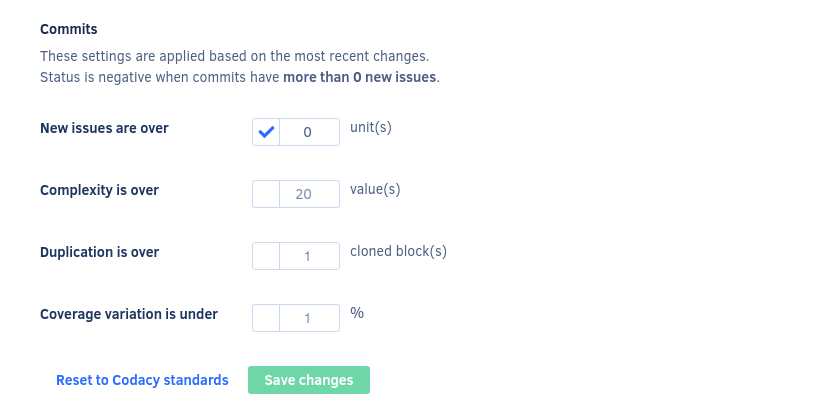 Commits
These settings are applied based on the most recent changes.
Status is negative when commits have more than 0 new issues.
New issues are over 0 unit(s)
Complexity is over 20 value(s)
Duplication is over 1 cloned block(s)
Coverage variation is under 1 %
Reset to Codacy standards Save changes